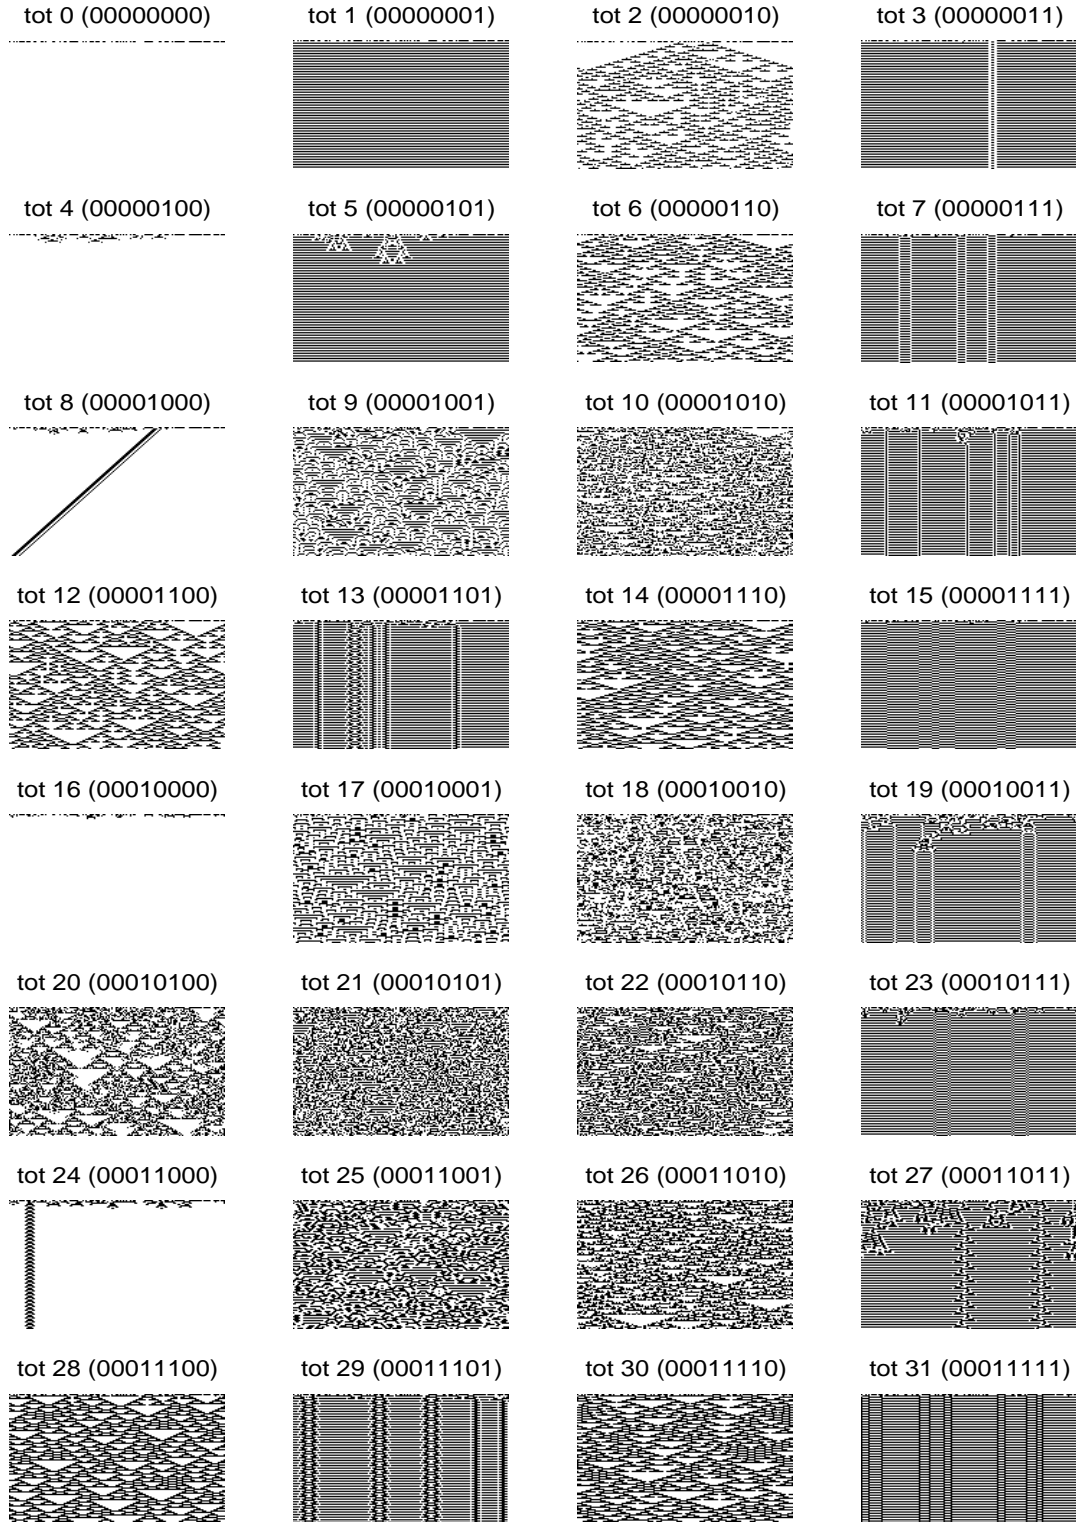 tot 0 (00000000) tot 1 (00000001) tot 2 (00000010) tot 3 (00000011)
tot 4 (00000100) tot 5 (00000101) tot 6 (00000110) tot 7 (00000111)
tot 8 (00001000) tot 9 (00001001) tot 10 (00001010) tot 11 (00001011)
tot 12 (00001100) tot 13 (00001101) tot 14 (00001110) tot 15 (00001111)
tot 16 (00010000) tot 17 (00010001) tot 18 (00010010) tot 19 (00010011)
tot 20 (00010100) tot 21 (00010101) tot 22 (00010110) tot 23 (00010111)
tot 24 (00011000) tot 25 (00011001) tot 26 (00011010) tot 27 (00011011)
tot 28 (00011100) tot 29 (00011101) tot 30 (00011110) tot 31 (00011111)